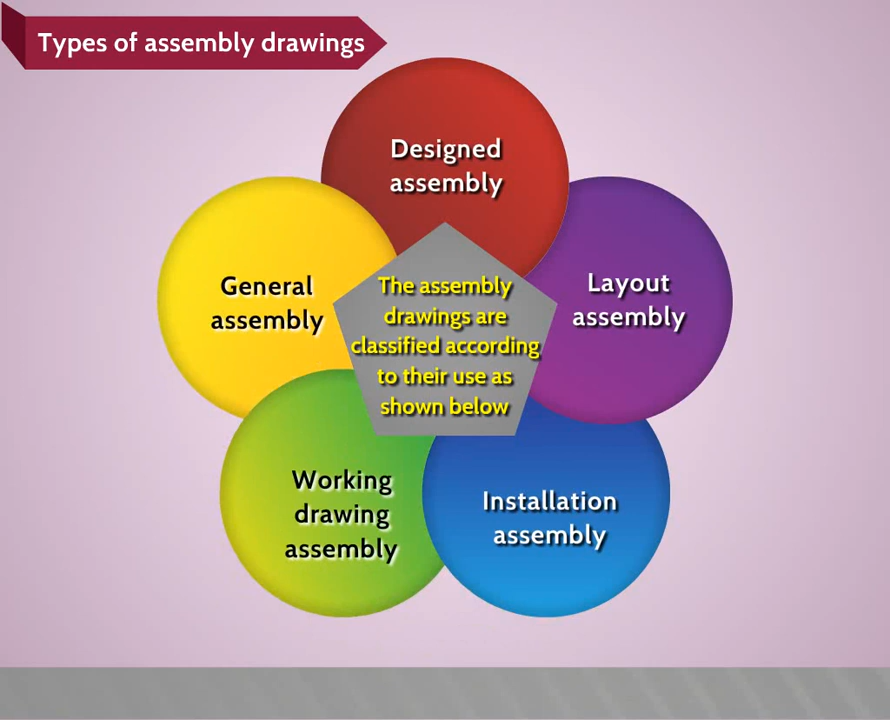 Types of assembly drawings
Designed
assembly
General
assembly
The assembly
drawings are
classified according
to their use as
shown below
Layout
assembly
Working
drawing
assembly
Installation
assembly